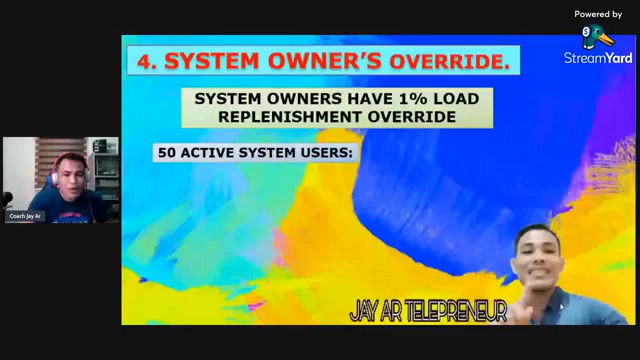 Powered by
StreamYard
4. SYSTEM OWNER'S OVERRIDE.
SYSTEM OWNERS HAVE 1% LOAD
REPLENISHMENT OVERRIDE
50 ACTIVE SYSTEM USERS:
Coach Jay Ar
JAY AR TELEPRENEUR